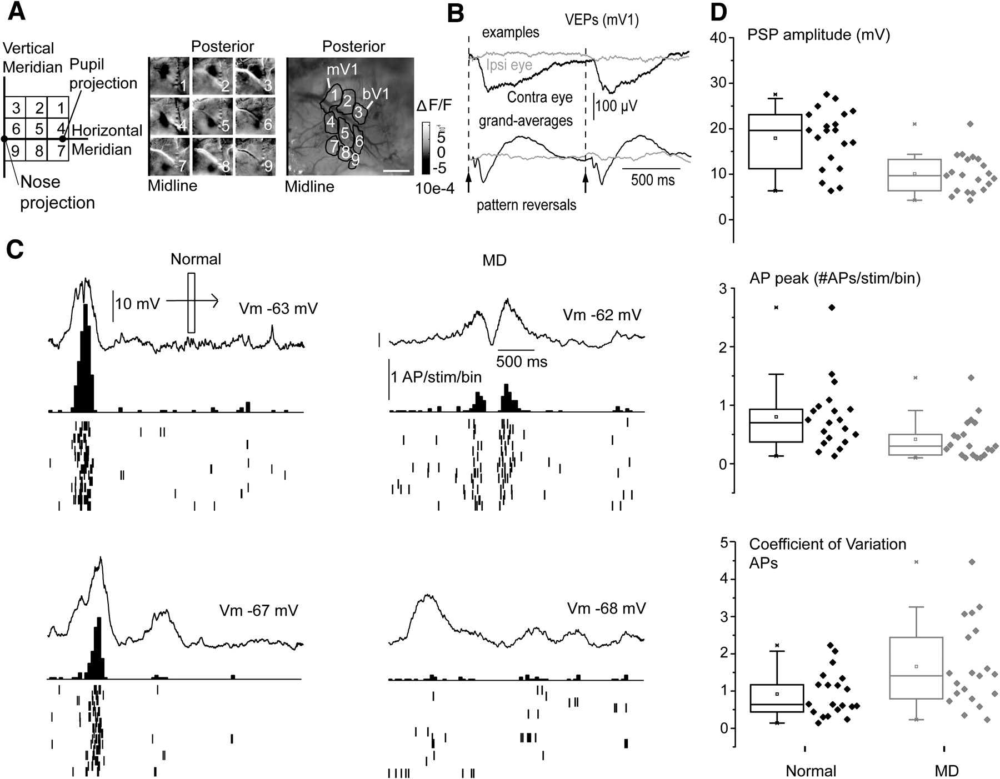 A
Vertical
Meridian
Pupil
projection
3 2 1
6 5 4
9 8 7
Horizontal
Meridian
Nose
projection
Posterior
1 2 3
4 5 6
7 8 9
Midline
Posterior
mV1
bV1
1 2 3
4 5 6
7 8 9
Midline
ΔF/F
5
0
-5
10e-4
B
VEPs (mV1)
examples
Ipsi eye
Contra eye
100 µV
grand-averages
500 ms
pattern reversals
C
Normal
10 mV
Vm -63 mV
MD
Vm -62 mV
500 ms
1 AP/stim/bin
Vm -67 mV
Vm -68 mV
D
PSP amplitude (mV)
40
30
20
10
0
AP peak (#APs/stim/bin)
3
2
1
0
Coefficient of Variation
APs
5
4
3
2
1
0
Normal MD